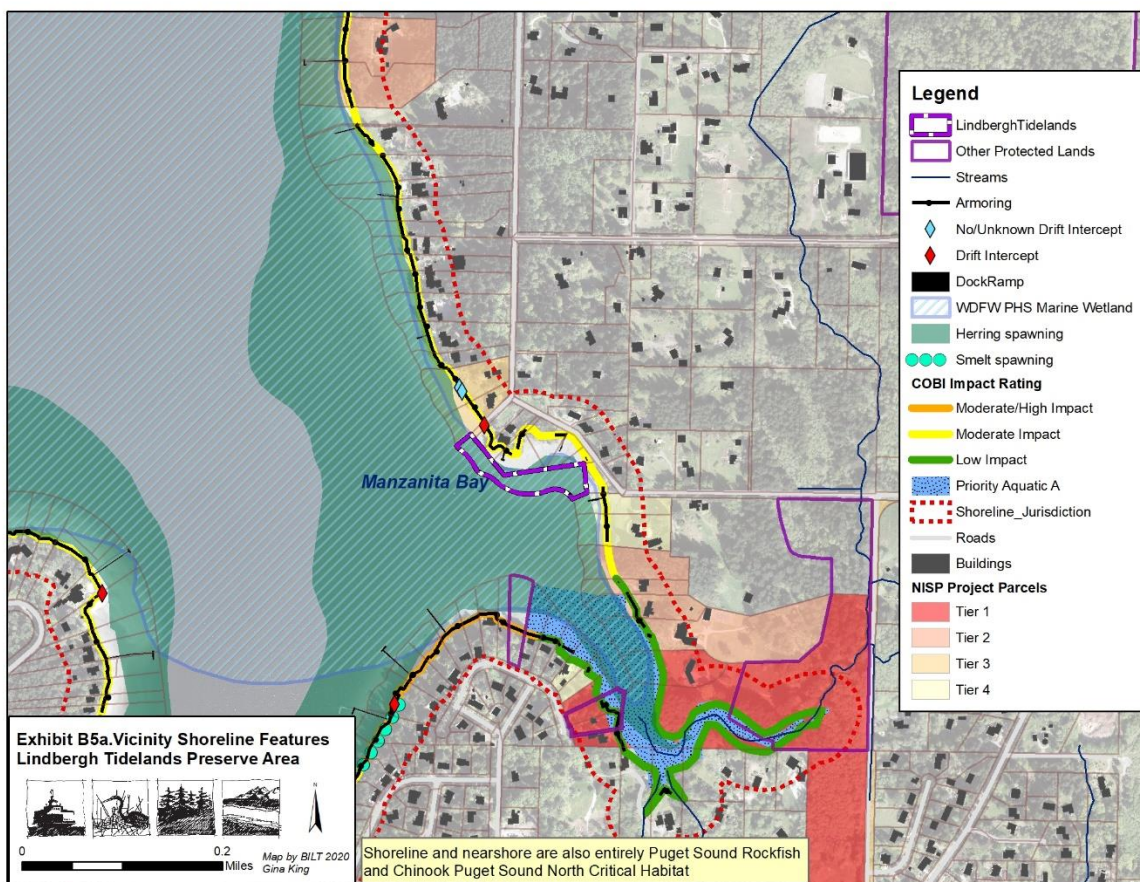 Manzanita Bay
Legend
LindberghTidelands
Other Protected Lands
Streams
Armoring
No/Unknown Drift Intercept
Drift Intercept
DockRamp
WDFW PHS Marine Wetland
Herring spawning
Smelt spawning
COBI Impact Rating
Moderate/High Impact
Moderate Impact
Low Impact
Priority Aquatic A
Shoreline_Jurisdiction
Roads
Buildings
NISP Project Parcels
Tier 1
Tier 2
Tier 3
Tier 4
Exhibit B5a.Vicinity Shoreline Features
Lindbergh Tidelands Preserve Area
N
0 0.2
Miles
Map by BILT 2020
Gina King
Shoreline and nearshore are also entirely Puget Sound Rockfish
and Chinook Puget Sound North Critical Habitat